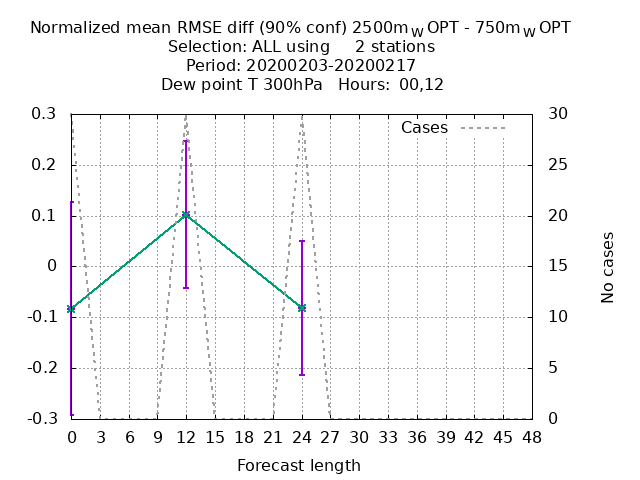 Normalized mean RMSE diff (90% conf) 2500m W OPT - 750m W OPT
Selection: ALL using 2 stations
Period: 20200203-20200217
Dew point T 300hPa Hours: 00,12
Cases
0.3
0.2
0.1
0
-0.1
-0.2
-0.3
30
25
20
15
10
5
0
No cases
0 3 6 9 12 15 18 21 24 27 30 33 36 39 42 45 48
Forecast length